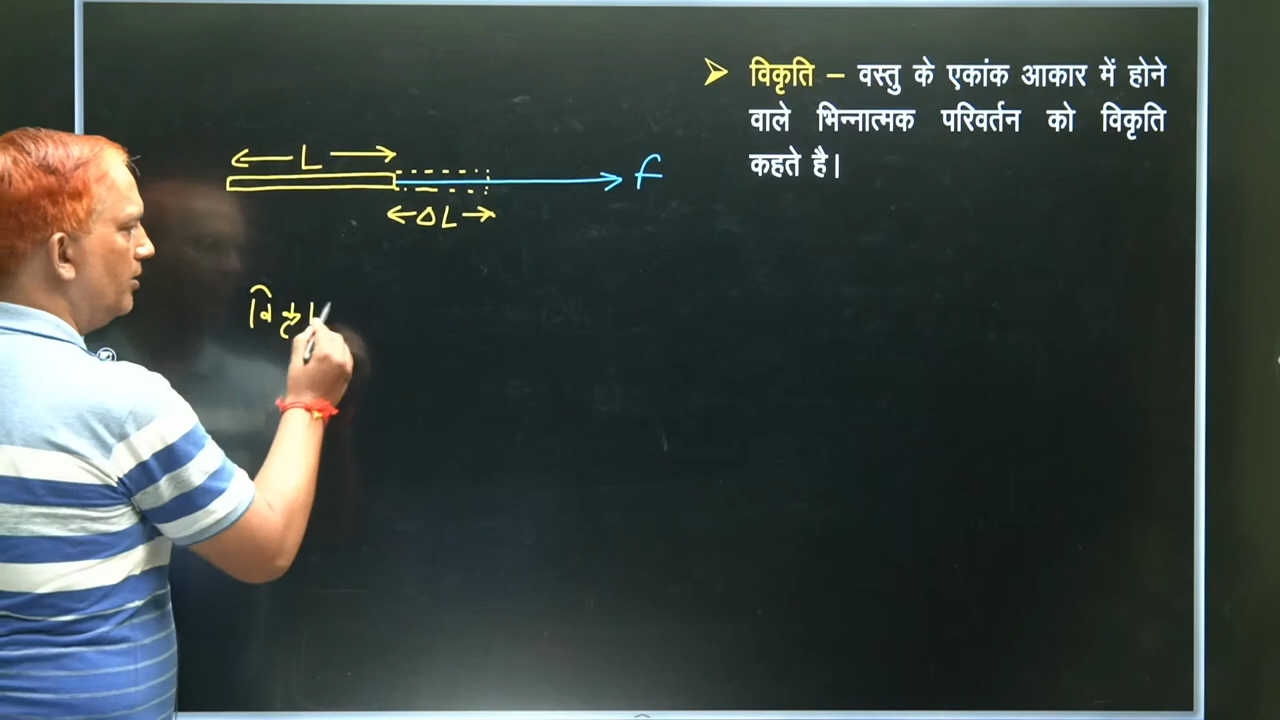 विकृति – वस्तु के एकांक आकार में होने
वाले भिन्नात्मक परिवर्तन को विकृति
कहते है।
L
F
ΔL